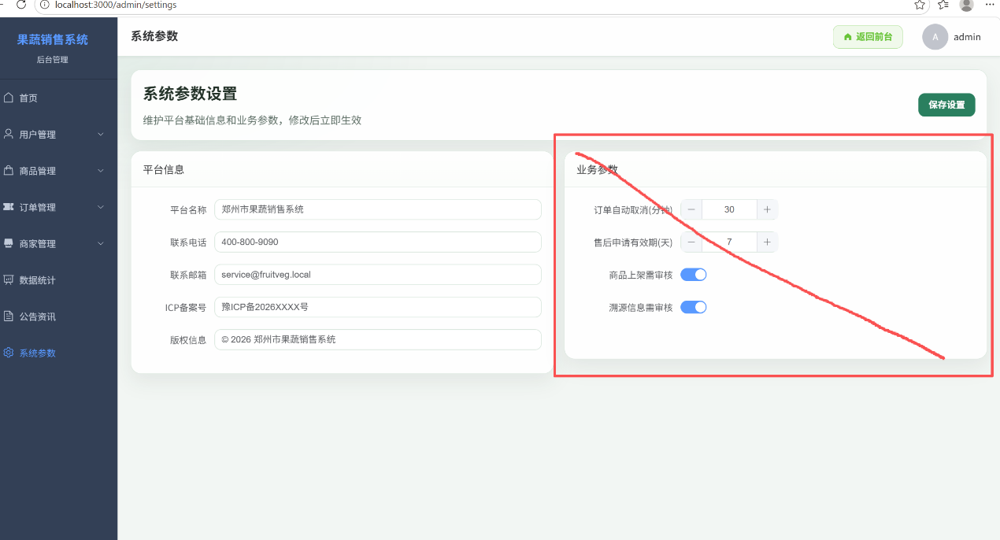 localhost:3000/admin/settings
果蔬销售系统
后台管理
首页
用户管理
商品管理
订单管理
商家管理
数据统计
公告资讯
系统参数
系统参数
返回前台
A
admin
系统参数设置
维护平台基础信息和业务参数，修改后立即生效
保存设置
平台信息
平台名称 郑州市果蔬销售系统
联系电话 400-800-9090
联系邮箱 service@fruitveg.local
ICP备案号 豫ICP备2026XXXX号
版权信息 © 2026 郑州市果蔬销售系统
业务参数
订单自动取消(分钟) － 30 +
售后申请有效期(天) － 7 +
商品上架需审核
溯源信息需审核